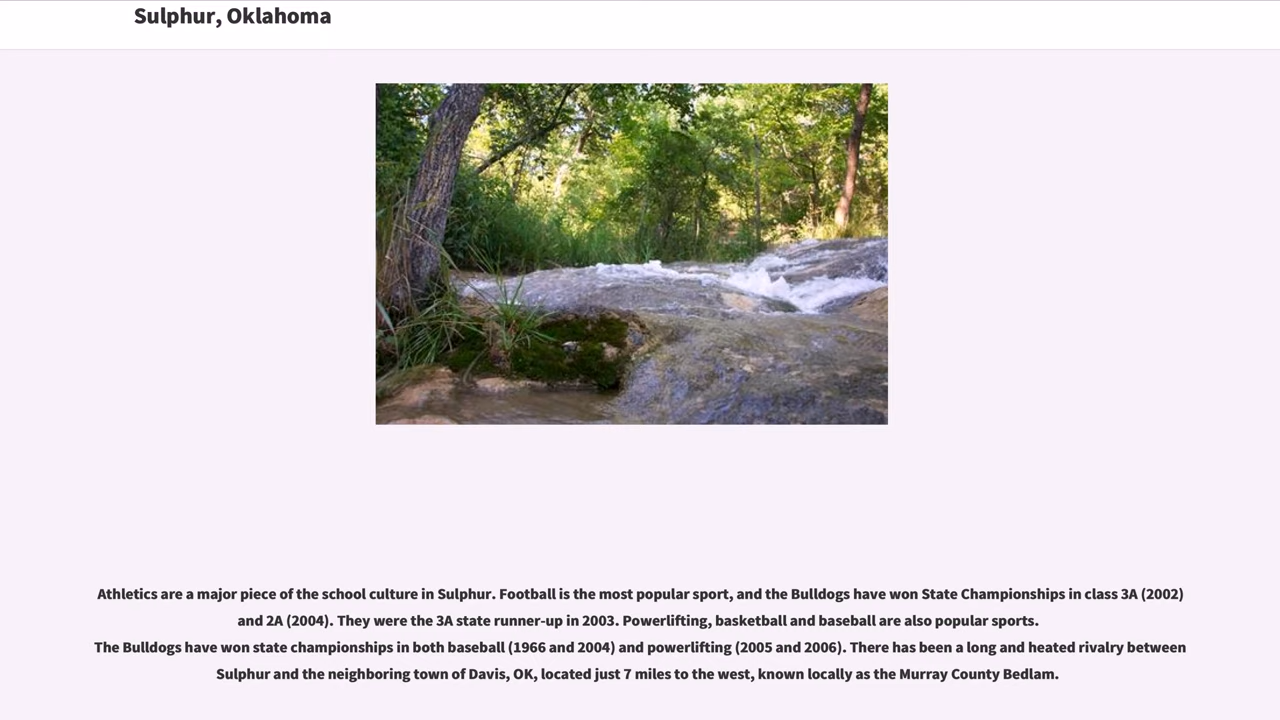 Sulphur, Oklahoma
Athletics are a major piece of the school culture in Sulphur. Football is the most popular sport, and the Bulldogs have won State Championships in class 3A (2002)
and 2A (2004). They were the 3A state runner-up in 2003. Powerlifting, basketball and baseball are also popular sports.
The Bulldogs have won state championships in both baseball (1966 and 2004) and powerlifting (2005 and 2006). There has been a long and heated rivalry between
Sulphur and the neighboring town of Davis, OK, located just 7 miles to the west, known locally as the Murray County Bedlam.